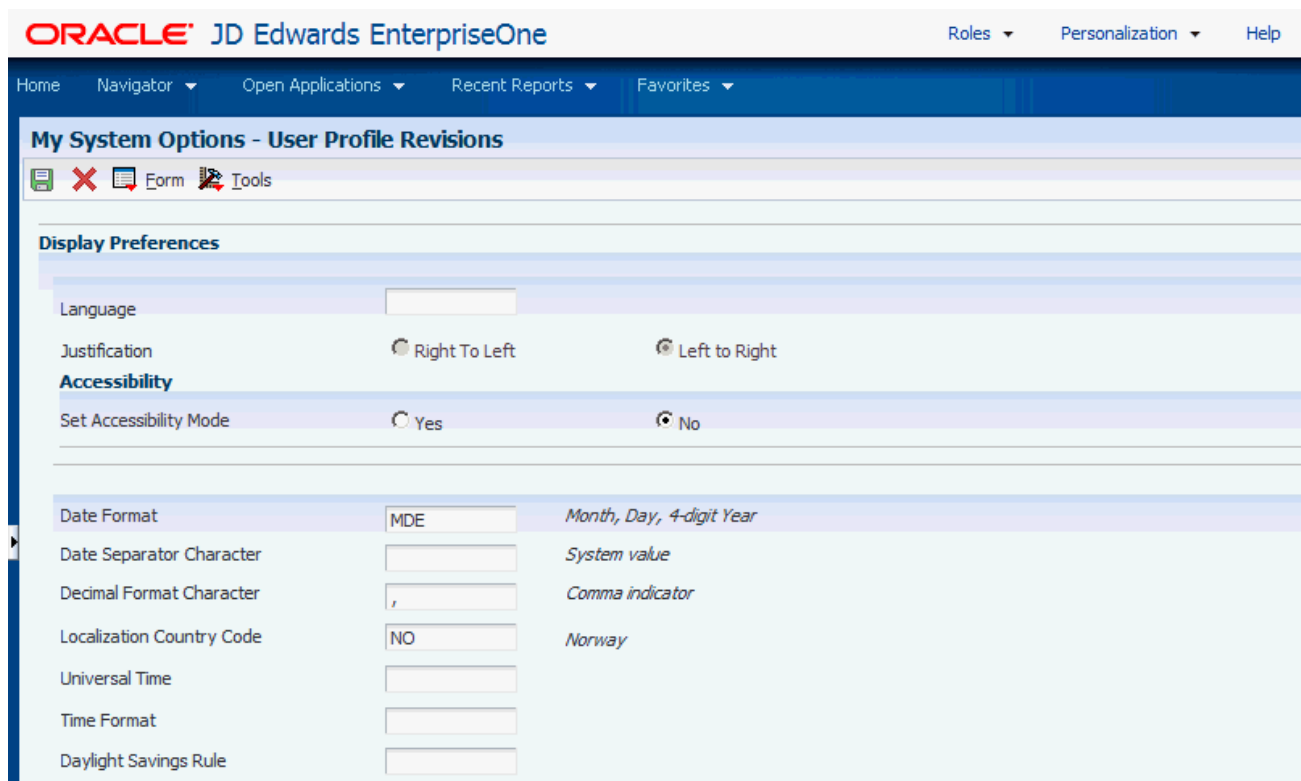 ORACLE JD Edwards EnterpriseOne Roles Personalization Help
Home Navigator Open Applications Recent Reports Favorites
My System Options - User Profile Revisions
Form Tools
Display Preferences
Language
Justification Right To Left Left to Right
Accessibility
Set Accessibility Mode Yes No
Date Format MDE Month, Day, 4-digit Year
Date Separator Character System value
Decimal Format Character , Comma indicator
Localization Country Code NO Norway
Universal Time
Time Format
Daylight Savings Rule